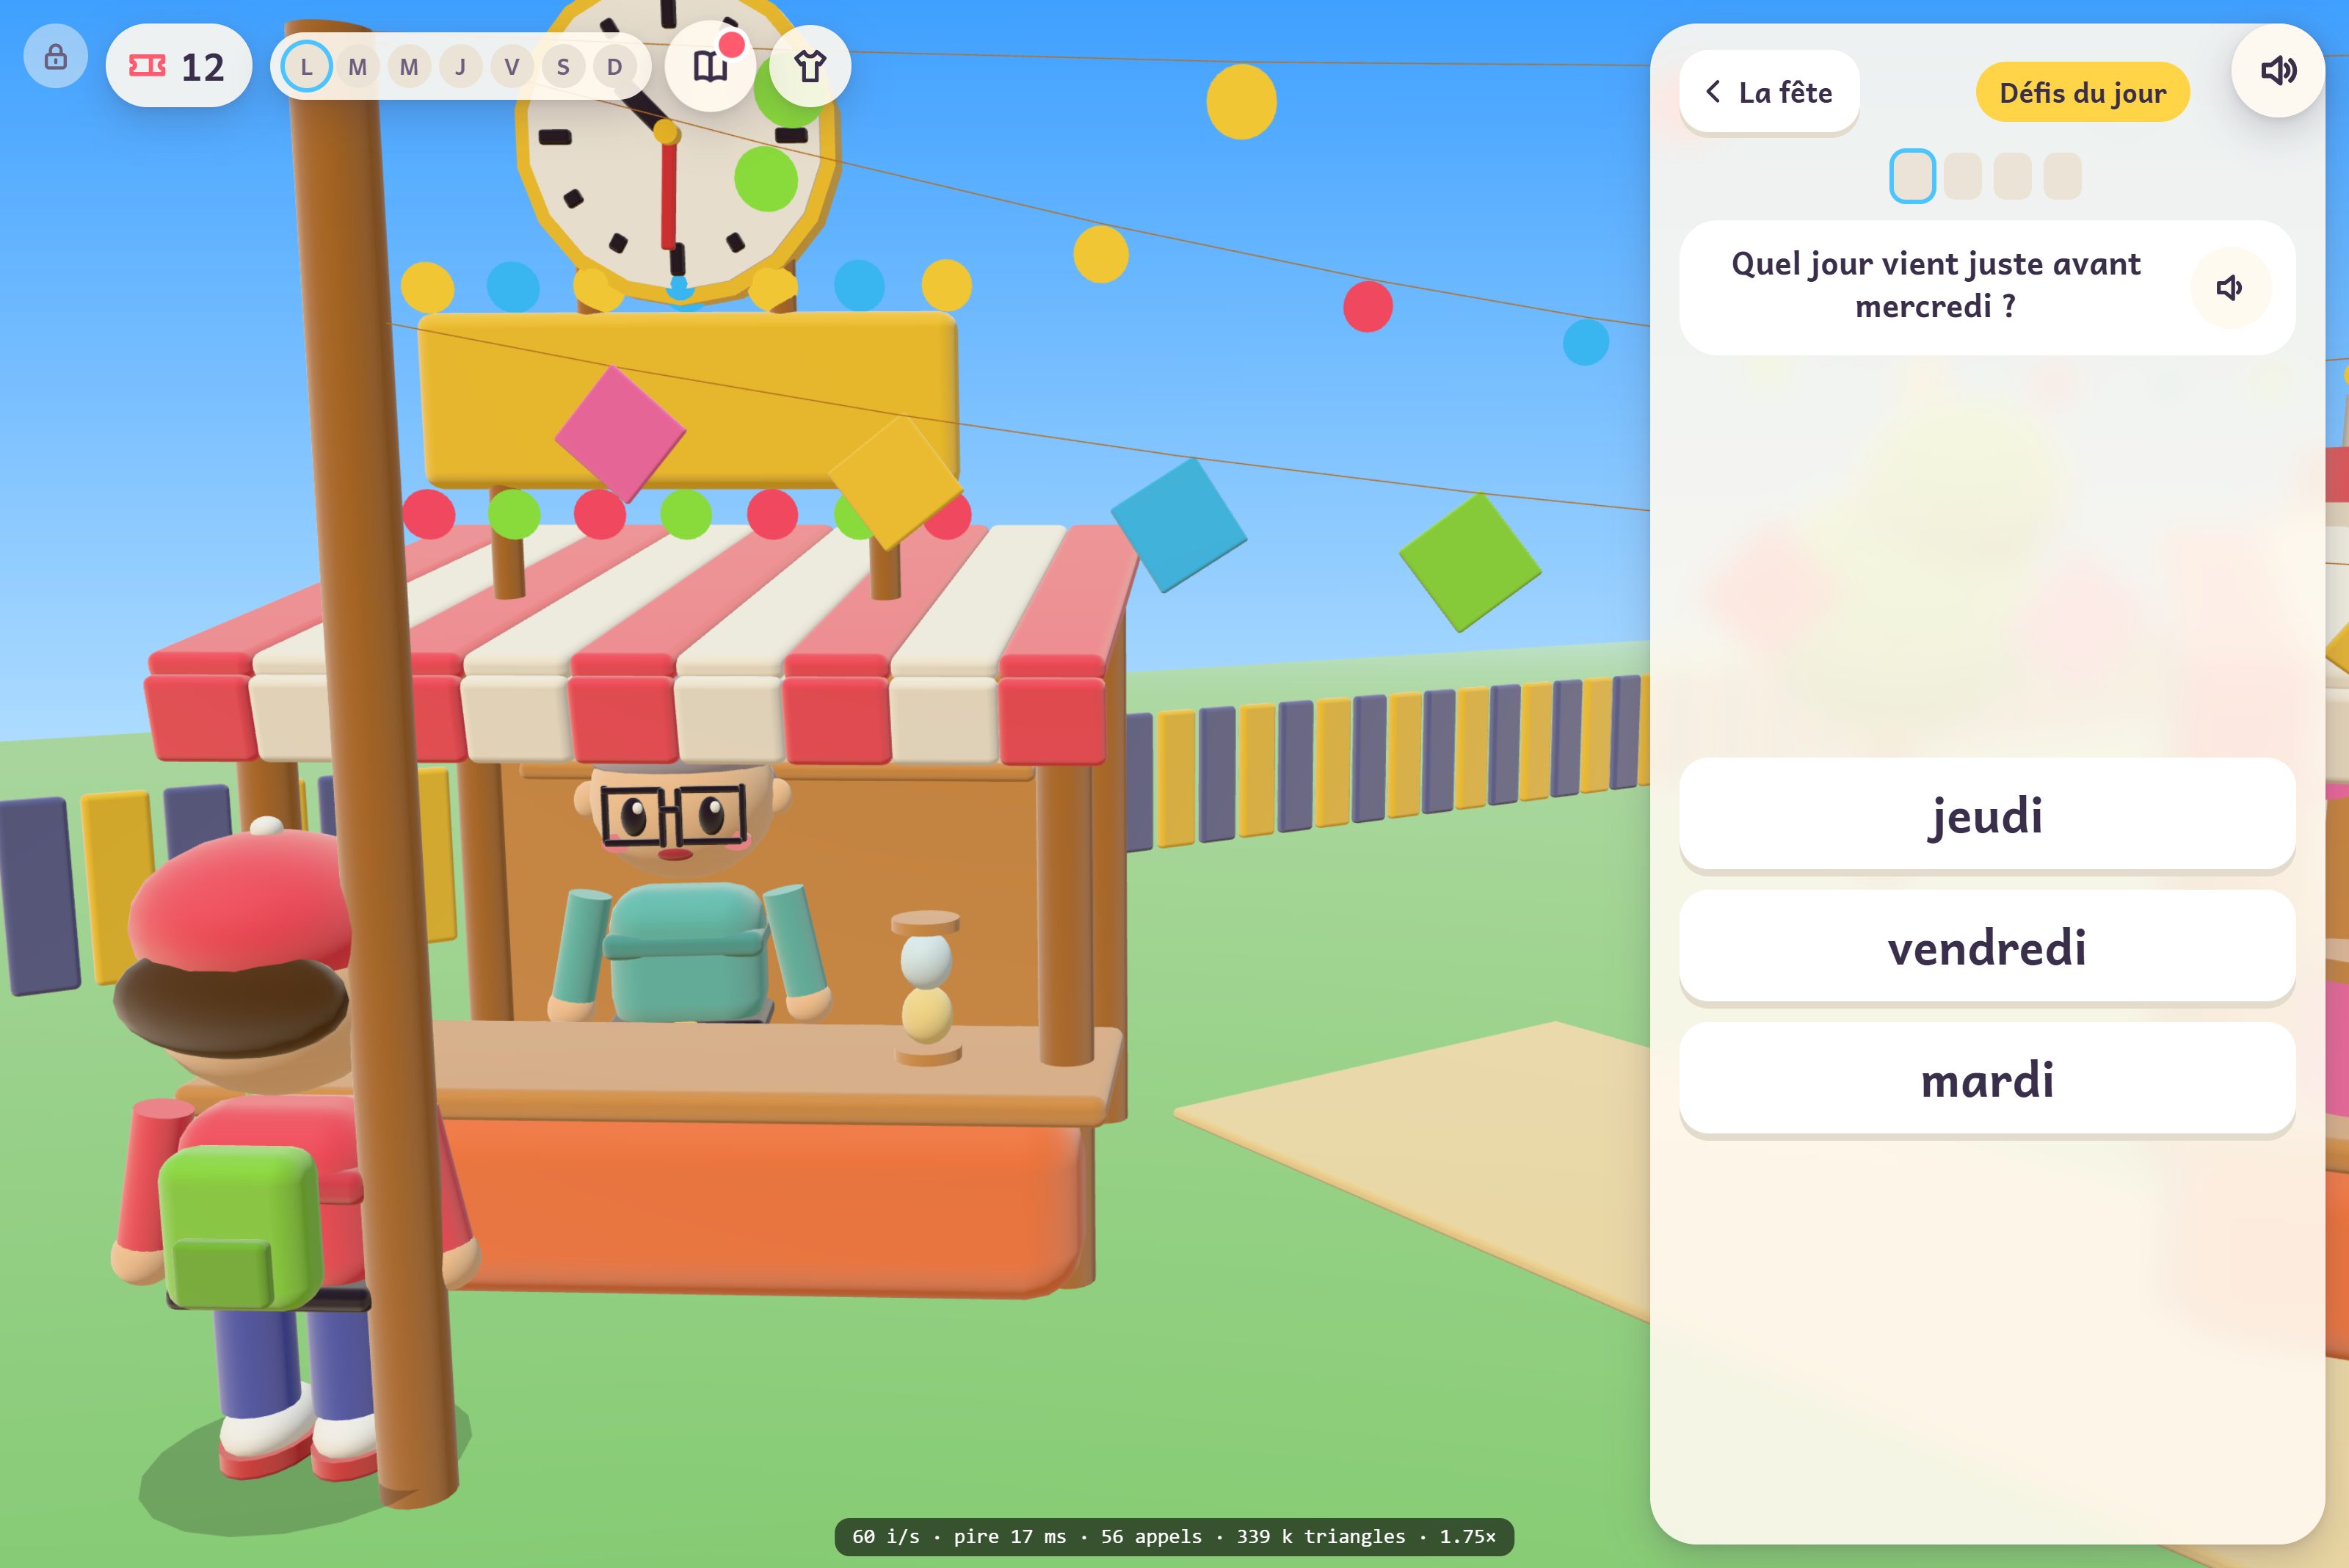 12
L M M J V S D
La fête
Défis du jour
Quel jour vient juste avant
mercredi ?
jeudi
vendredi
mardi
60 i/s · pire 17 ms · 56 appels · 339 k triangles · 1.75×